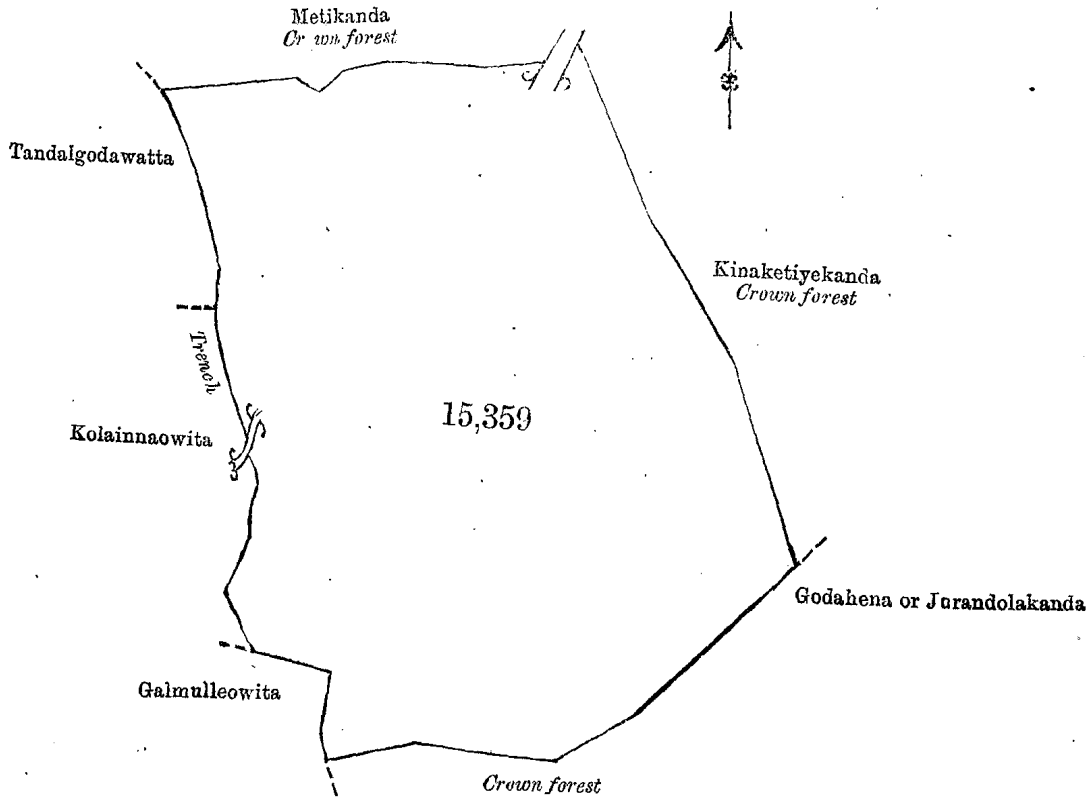 Metikanda
Cr wn forest
Tandalgodawatta
Kinaketiyekanda
Crown forest
Trench
15,359
Kolainnaowita
Godahena or Jurandolakanda
Galmulleowita
Crown forest